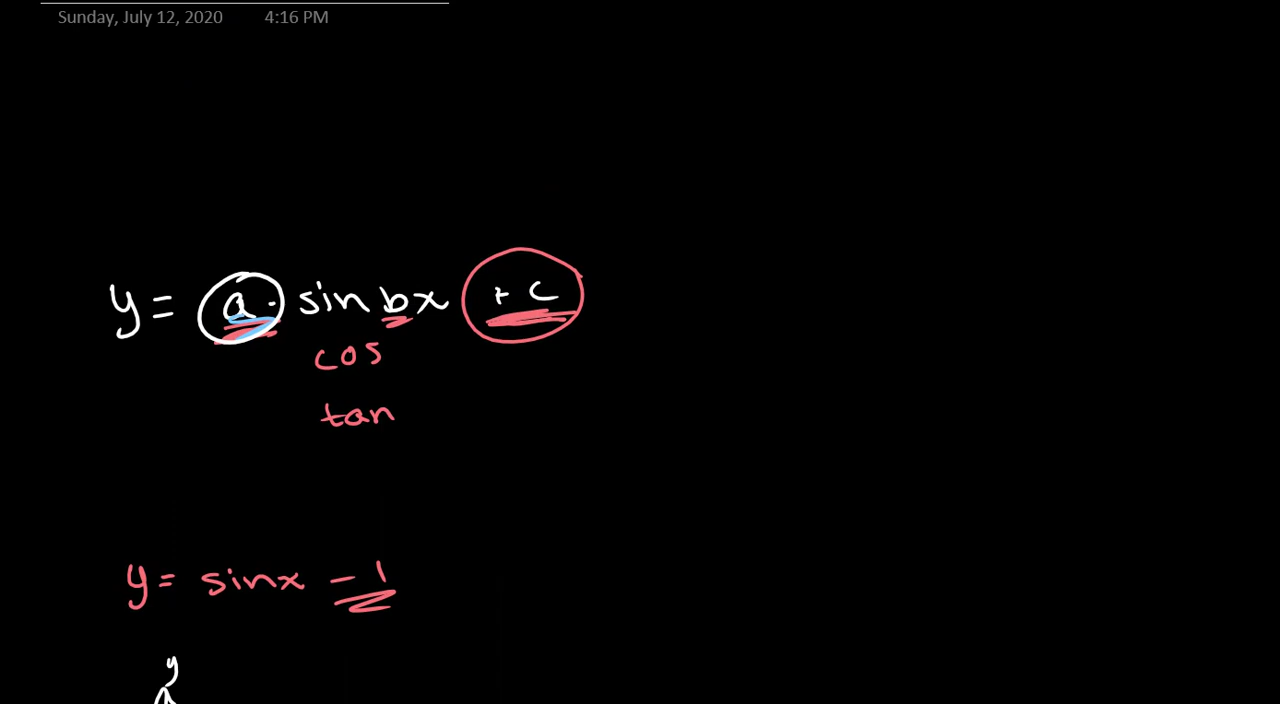 Sunday, July 12, 2020 4:16 PM
y = a · sin bx + c
cos
tan
y = sinx - 1
y